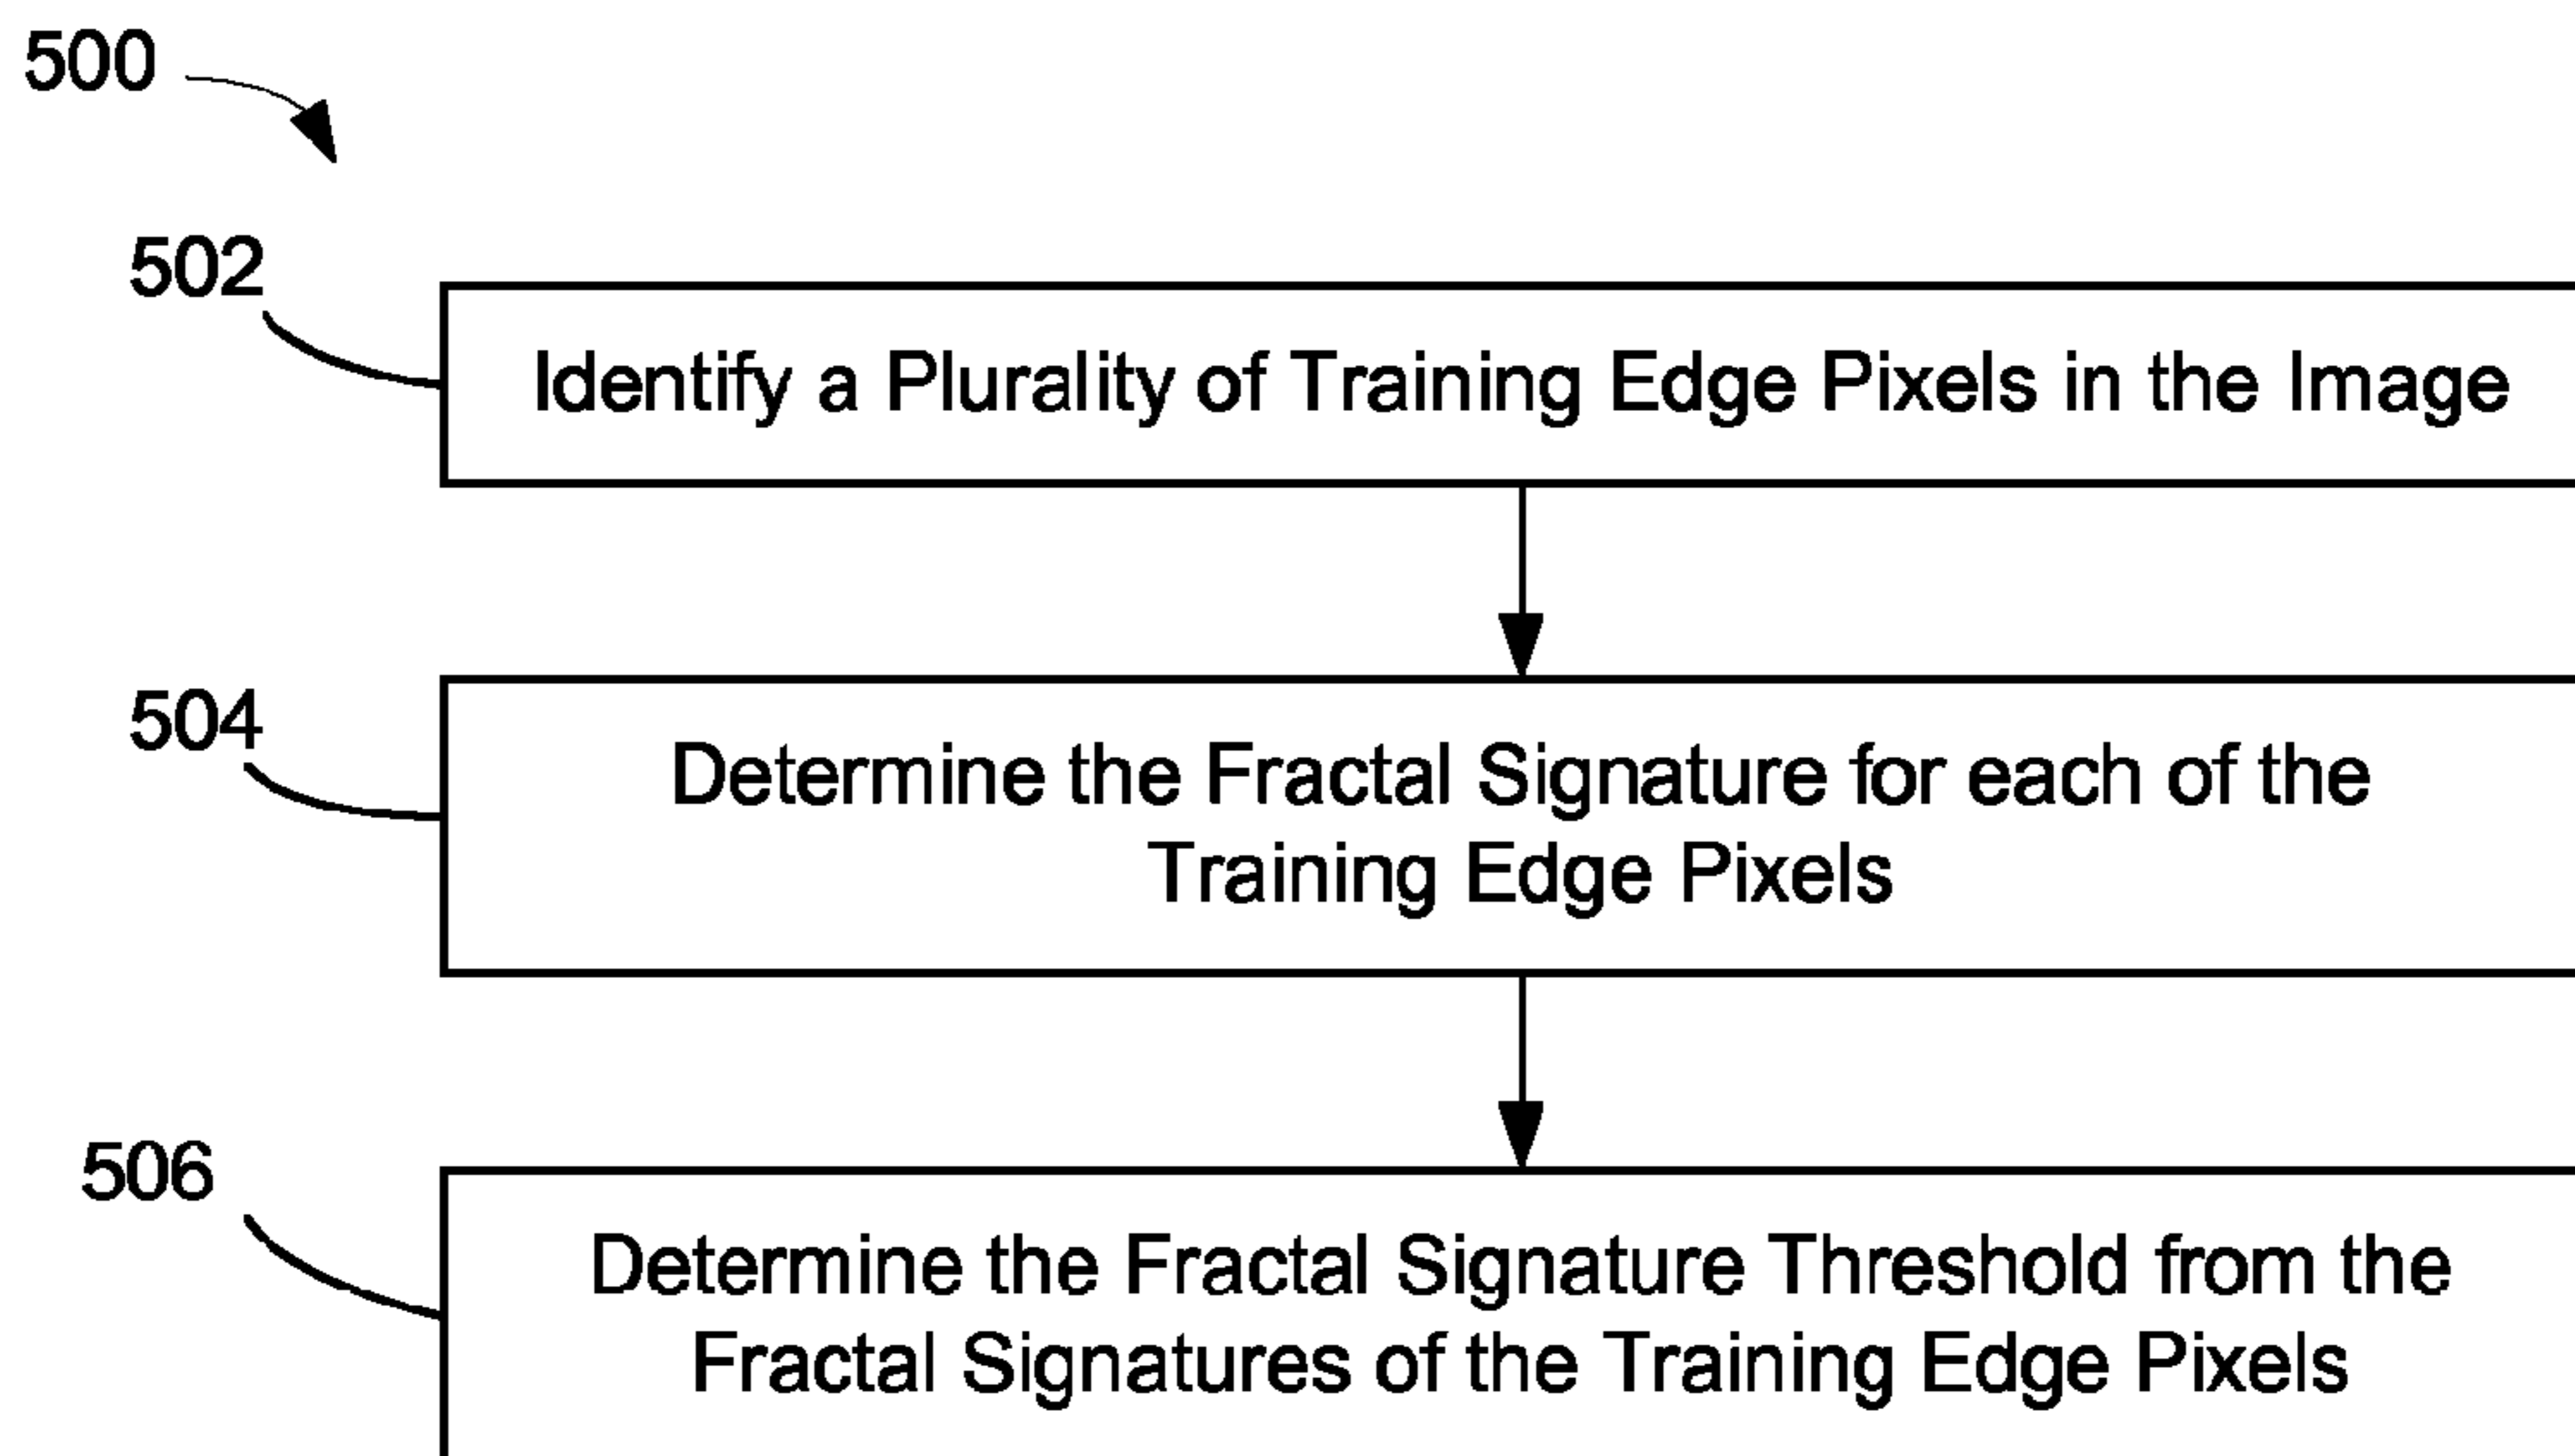 500
502
Identify a Plurality of Training Edge Pixels in the Image
504
Determine the Fractal Signature for each of the
Training Edge Pixels
506
Determine the Fractal Signature Threshold from the
Fractal Signatures of the Training Edge Pixels